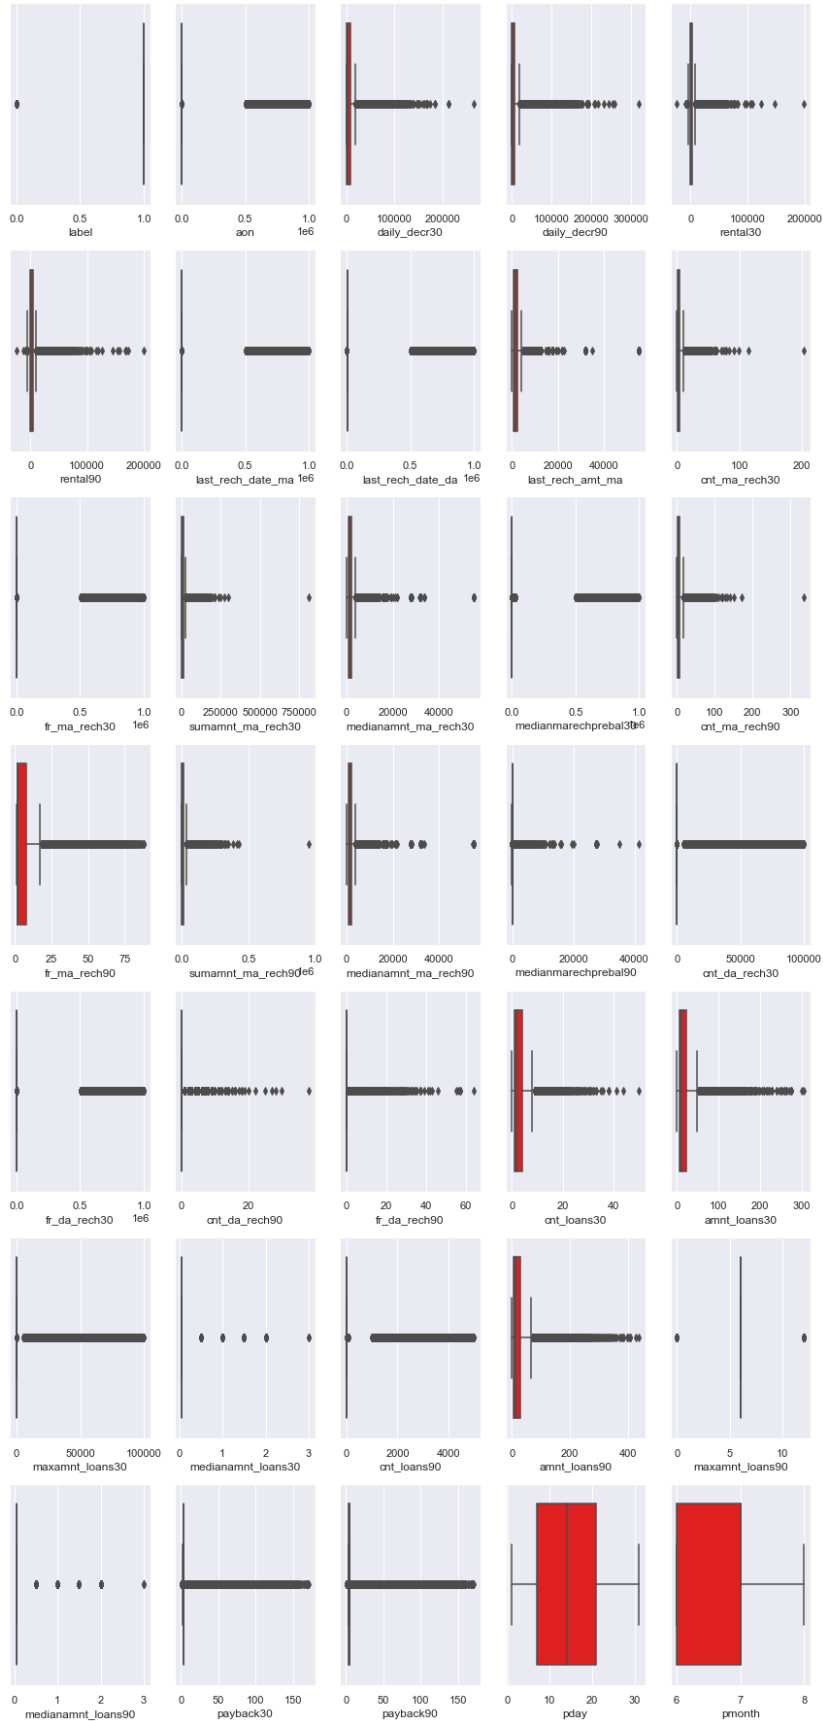 0.0 0.5 1.0 0.0 0.5 1.0 0 100000 200000 0 100000 200000 300000 0 100000 200000
label aon 1e6 daily_decr30 daily_decr90 rental30
0 100000 200000 0.0 0.5 1.0 0.0 0.5 1.0 0 20000 40000 0 100 200
rental90 last_rech_date_ma 1e6 last_rech_date_da 1e6 last_rech_amt_ma cnt_ma_rech30
0.0 0.5 1.0 0 250000 500000 750000 0 20000 40000 0.0 0.5 1.0 0 100 200 300
fr_ma_rech30 1e6 sumamnt_ma_rech30 medianamnt_ma_rech30 medianmarechprebal30 1e6 cnt_ma_rech90
0 25 50 75 0.0 0.5 1.0 0 20000 40000 0 20000 40000 0 50000 100000
fr_ma_rech90 sumamnt_ma_rech90 1e6 medianamnt_ma_rech90 medianmarechprebal90 cnt_da_rech30
0.0 0.5 1.0 0 20 0 20 40 60 0 20 40 0 100 200 300
fr_da_rech30 1e6 cnt_da_rech90 fr_da_rech90 cnt_loans30 amnt_loans30
0 50000 100000 0 1 2 3 0 2000 4000 0 200 400 0 5 10
maxamnt_loans30 medianamnt_loans30 cnt_loans90 amnt_loans90 maxamnt_loans90
0 1 2 3 0 50 100 150 0 50 100 150 0 10 20 30 6 7 8
medianamnt_loans90 payback30 payback90 pday pmonth